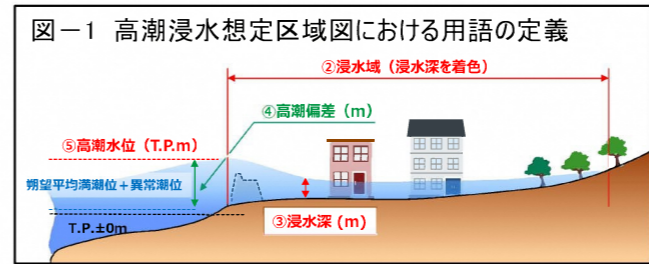 図－1 高潮浸水想定区域図における用語の定義
②浸水域（浸水深を着色）
④高潮偏差（m）
⑤高潮水位（T.P.m）
朔望平均満潮位＋異常潮位
③浸水深（m）
T.P.±0m